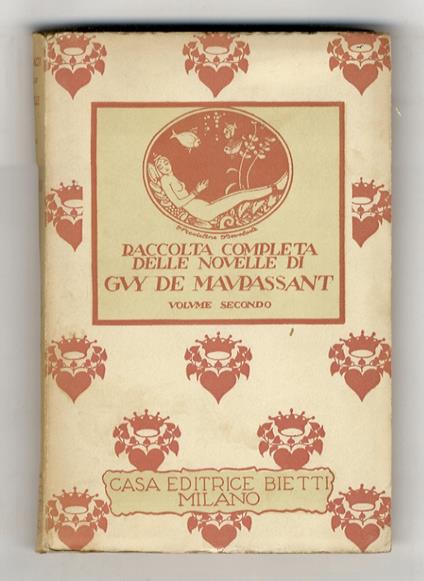 RACCOLTA COMPLETA
DELLE NOVELLE DI
GVY DE MAVPASSANT
VOLVME SECONDO
CASA EDITRICE BIETTI
MILANO